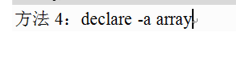 方法 4：declare -a array